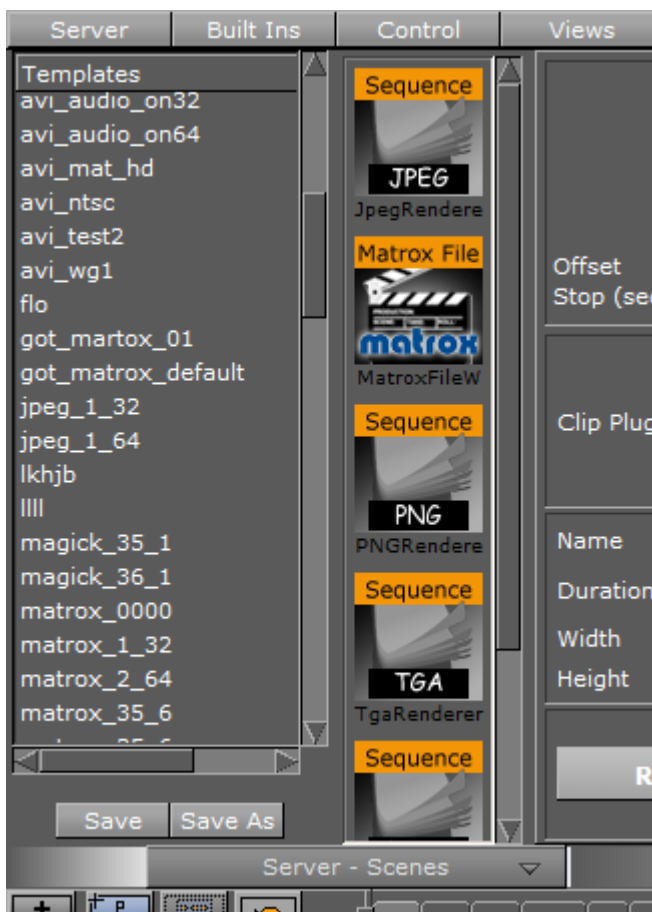 Server
Built Ins
Control
Views
Templates
avi_audio_on32
avi_audio_on64
avi_mat_hd
avi_ntsc
avi_test2
avi_wg1
flo
got_martox_01
got_matrox_default
jpeg_1_32
jpeg_1_64
lkhjb
llll
magick_35_1
magick_36_1
matrox_0000
matrox_1_32
matrox_2_64
matrox_35_6
Save
Save As
Sequence
JPEG
JpegRendere
Matrox File
matrox
MatroxFileW
Sequence
PNG
PNGRendere
Sequence
TGA
TgaRenderer
Sequence
Offset
Stop (sec
Clip Plug
Name
Duration
Width
Height
R
Server - Scenes
P